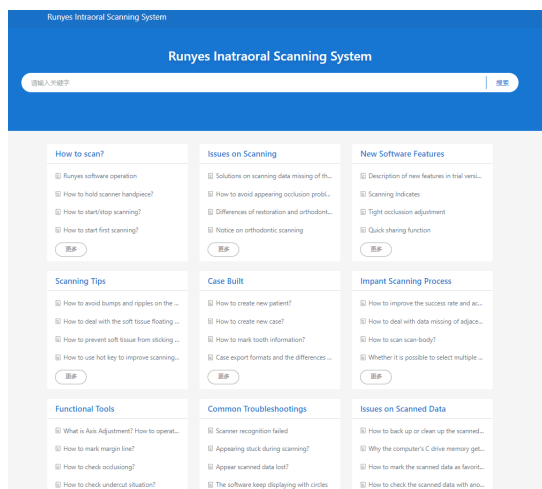 Runyes Intraoral Scanning System
Runyes Inatraoral Scanning System
请输入关键字
搜索
How to scan?
Runyes software operation
How to hold scanner handpiece?
How to start/stop scanning?
How to start first scanning?
更多
Issues on Scanning
Solutions on scanning data missing of th...
How to avoid appearing occlusion probl...
Differences of restoration and orthodont...
Notice on orthodontic scanning
更多
New Software Features
Description of new features in trial versi...
Scanning Indicates
Tight occlussion adjustment
Quick sharing function
更多
Scanning Tips
How to avoid bumps and ripples on the ...
How to deal with the soft tissue floating ...
How to prevent soft tissue from sticking ...
How to use hot key to improve scanning...
更多
Case Built
How to create new patient?
How to create new case?
How to mark tooth information?
Case export formats and the differences ...
更多
Impant Scanning Process
How to improve the success rate and ac...
How to deal with data missing of adjace...
How to scan scan-body?
Whether it is possible to select multiple ...
更多
Functional Tools
What is Axis Adjustment? How to operat...
How to mark margin line?
How to check occlusiong?
How to check undercut situation?
Common Troubleshootings
Scanner recognition failed
Appearing stuck during scanning?
Appear scanned data lost?
The software keep displaying with circles
Issues on Scanned Data
How to back up or clean up the scanned...
Why the computer's C drive memory get...
How to mark the scanned data as favorit...
How to check the scanned data with ano...